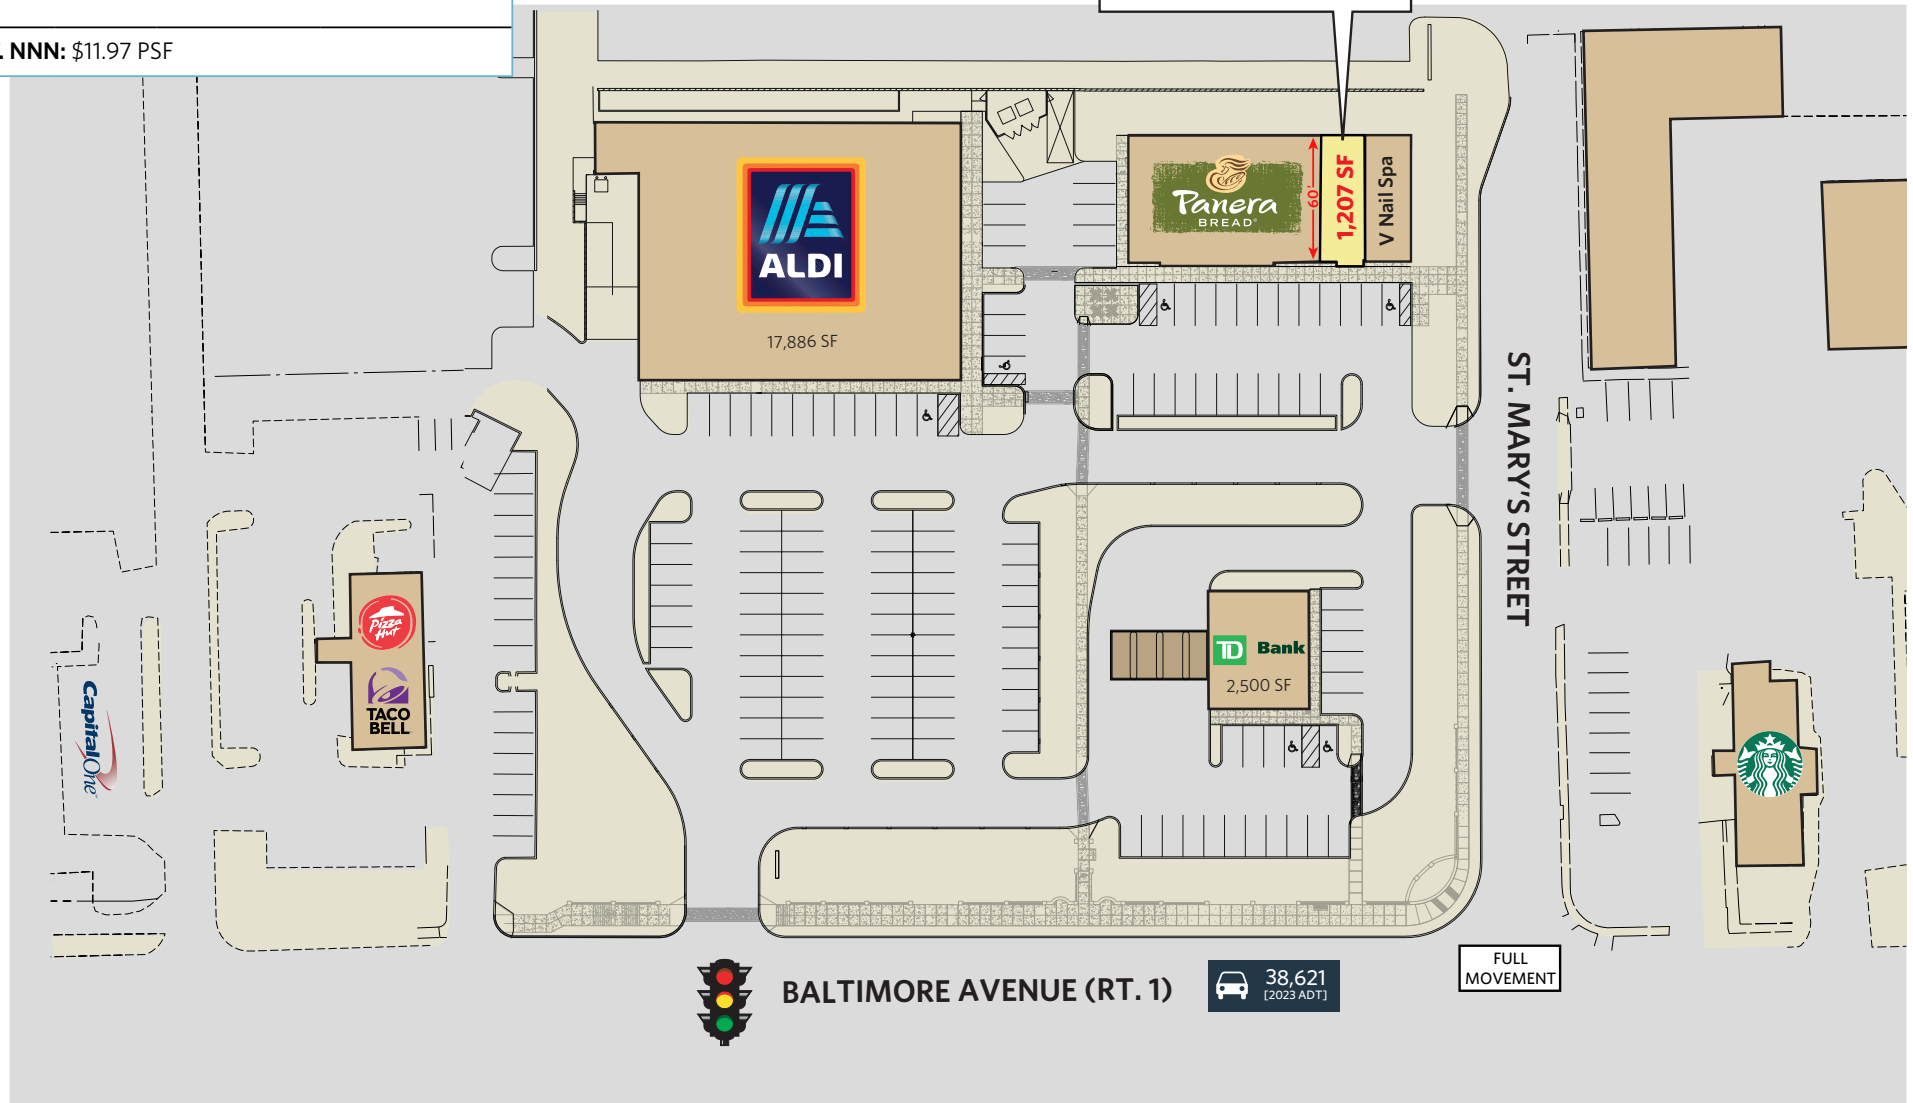 . NNN: $11.97 PSF
ALDI
17,886 SF
Panera
BREAD®
60'
1,207 SF
V Nail Spa
ST. MARY'S STREET
Pizza
Hut
TACO
BELL
Capital One
TD Bank
2,500 SF
BALTIMORE AVENUE (RT. 1)
38,621
[2023 ADT]
FULL
MOVEMENT